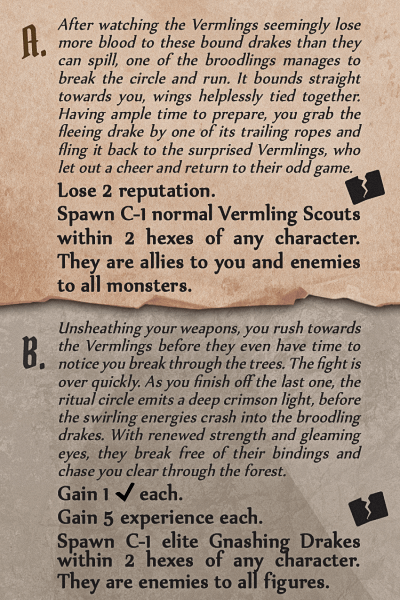 A.
After watching the Vermlings seemingly lose
more blood to these bound drakes than they
can spill, one of the broodlings manages to
break the circle and run. It bounds straight
towards you, wings helplessly tied together.
Having ample time to prepare, you grab the
fleeing drake by one of its trailing ropes and
fling it back to the surprised Vermlings, who
let out a cheer and return to their odd game.
Lose 2 reputation.
Spawn C-1 normal Vermling Scouts
within 2 hexes of any character.
They are allies to you and enemies
to all monsters.
B.
Unsheathing your weapons, you rush towards
the Vermlings before they even have time to
notice you break through the trees. The fight is
over quickly. As you finish off the last one, the
ritual circle emits a deep crimson light, before
the swirling energies crash into the broodling
drakes. With renewed strength and gleaming
eyes, they break free of their bindings and
chase you clear through the forest.
Gain 1 ✓ each.
Gain 5 experience each.
Spawn C-1 elite Gnashing Drakes
within 2 hexes of any character.
They are enemies to all figures.